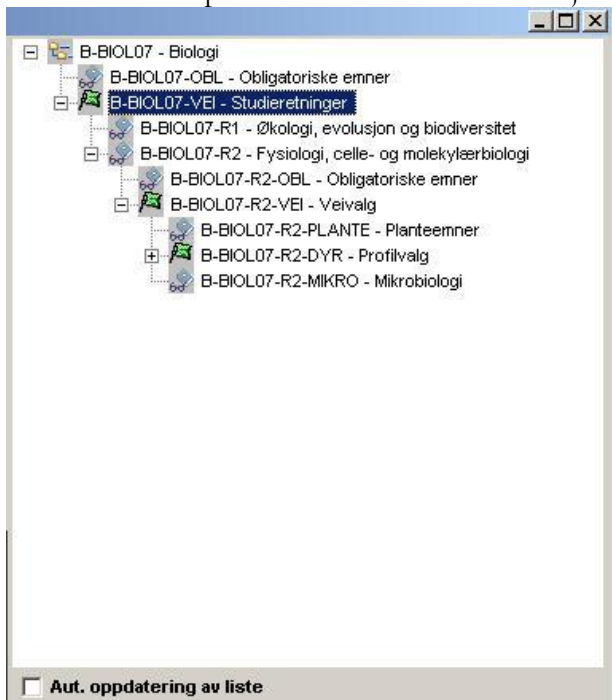 B-BIOL07 - Biologi
B-BIOL07-OBL - Obligatoriske emner
B-BIOL07-VEI - Studieretninger
B-BIOL07-R1 - Økologi, evolusjon og biodiversitet
B-BIOL07-R2 - Fysiologi, celle- og molekylærbiologi
B-BIOL07-R2-OBL - Obligatoriske emner
B-BIOL07-R2-VEI - Veivalg
B-BIOL07-R2-PLANTE - Planteemner
B-BIOL07-R2-DYR - Profilvalg
B-BIOL07-R2-MIKRO - Mikrobiologi
Aut. oppdatering av liste